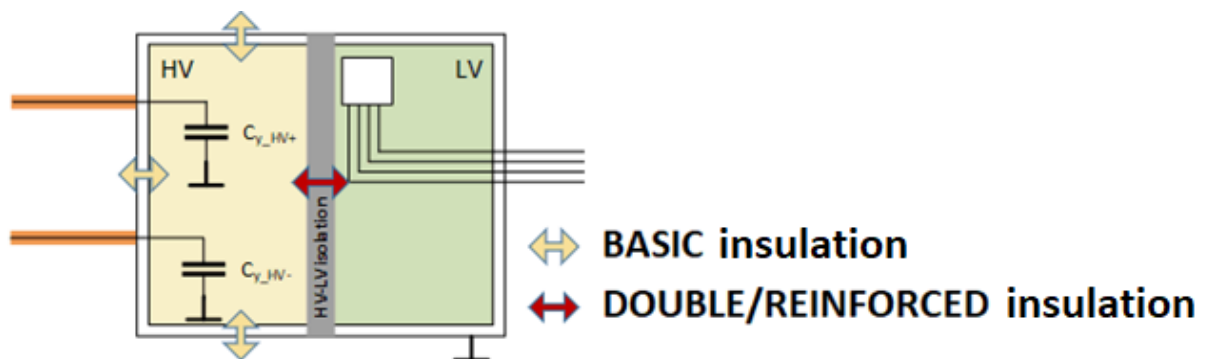 HV
LV
Cy_HV+
HV-LV isolation
Cy_HV-
BASIC insulation
DOUBLE/REINFORCED insulation